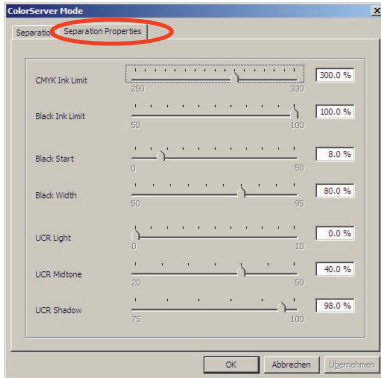 ColorServer Mode
Separation Separation Properties
CMYK Ink Limit 300.0 %
250 330
Black Ink Limit 100.0 %
50 100
Black Start 8.0 %
0 50
Black Width 80.0 %
50 95
UCR Light 0.0 %
0 10
UCR Midtone 40.0 %
20 50
UCR Shadow 98.0 %
75 100
OK Abbrechen Übernehmen